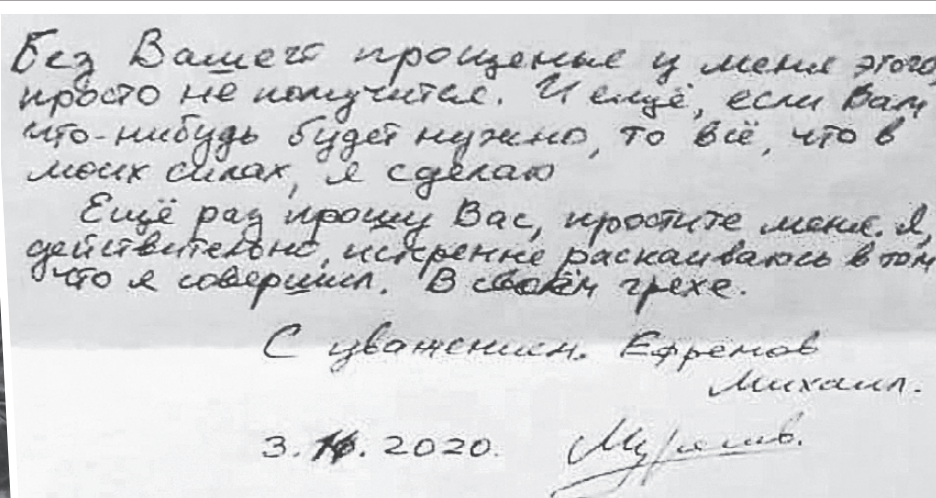 Без Вашего прощенья у меня этого
просто не получится. И ещё, если Вам
что-нибудь будет нужно, то всё, что в
моих силах, я сделаю
Ещё раз прошу Вас, простите меня. Я,
действительно, искренне раскаиваюсь в том
что я совершил. В своём грехе.
С уважением. Ефремов
Михаил.
3. . 2020.